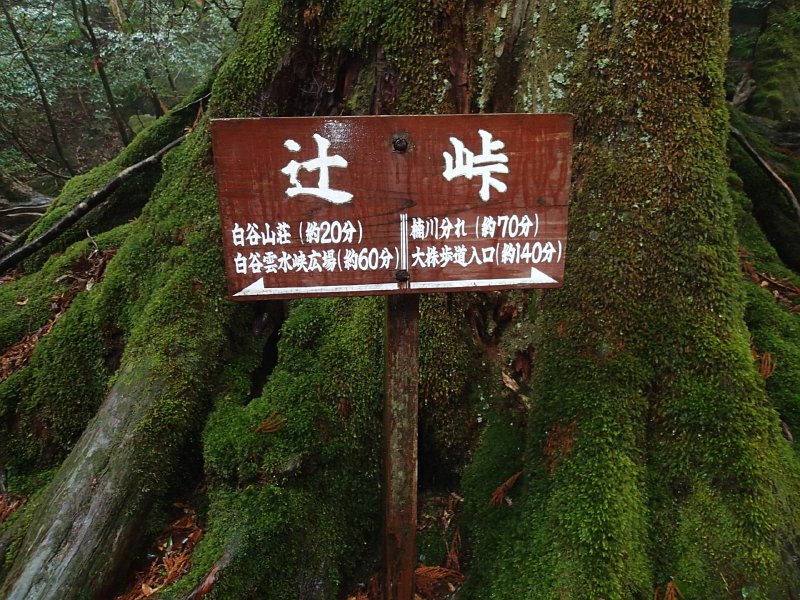 辻 峠
白谷山荘(約20分)
白谷雲水峡広場(約60分)
楠川分れ(約70分)
大株歩道入口(約140分)